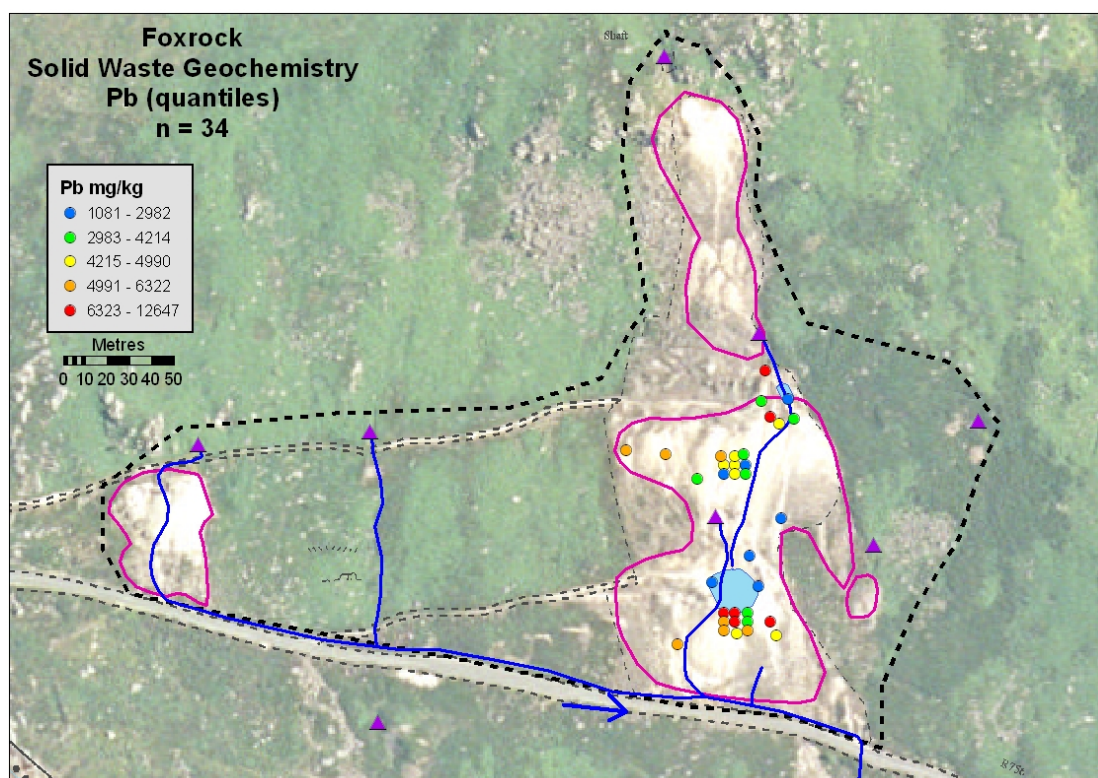 Foxrock
Solid Waste Geochemistry
Pb (quantiles)
n = 34
Shaft
Pb mg/kg
1081 - 2982
2983 - 4214
4215 - 4990
4991 - 6322
6323 - 12647
Metres
0 10 20 30 40 50
R756